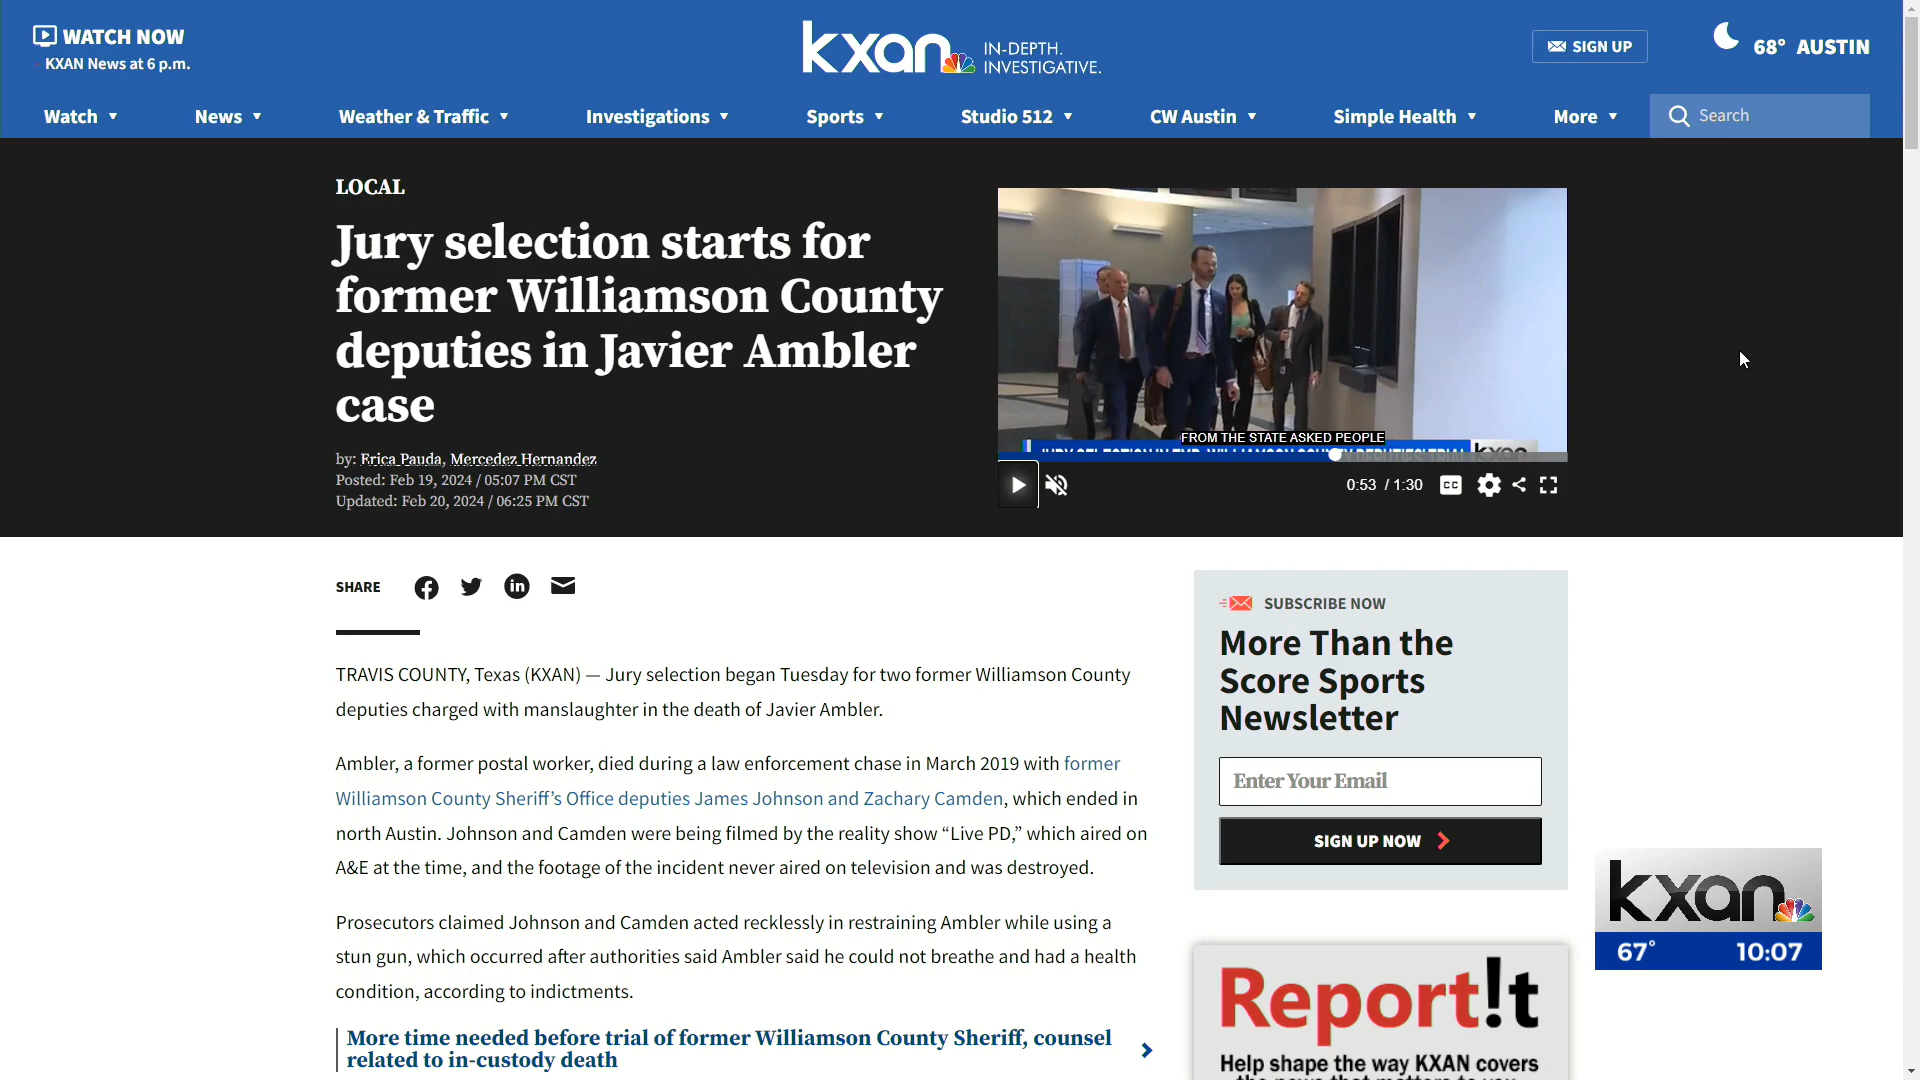 WATCH NOW
KXAN News at 6 p.m.
kxan IN-DEPTH. INVESTIGATIVE.
SIGN UP
68° AUSTIN
Watch News Weather & Traffic Investigations Sports Studio 512 CW Austin Simple Health More Search
LOCAL
Jury selection starts for
former Williamson County
deputies in Javier Ambler
case
by: Erica Pauda, Mercedez Hernandez
Posted: Feb 19, 2024 / 05:07 PM CST
Updated: Feb 20, 2024 / 06:25 PM CST
FROM THE STATE ASKED PEOPLE
kxan
0:53 / 1:30
CC
SHARE
TRAVIS COUNTY, Texas (KXAN) — Jury selection began Tuesday for two former Williamson County
deputies charged with manslaughter in the death of Javier Ambler.
Ambler, a former postal worker, died during a law enforcement chase in March 2019 with former
Williamson County Sheriff’s Office deputies James Johnson and Zachary Camden, which ended in
north Austin. Johnson and Camden were being filmed by the reality show “Live PD,” which aired on
A&E at the time, and the footage of the incident never aired on television and was destroyed.
Prosecutors claimed Johnson and Camden acted recklessly in restraining Ambler while using a
stun gun, which occurred after authorities said Ambler said he could not breathe and had a health
condition, according to indictments.
More time needed before trial of former Williamson County Sheriff, counsel
related to in-custody death
SUBSCRIBE NOW
More Than the
Score Sports
Newsletter
Enter Your Email
SIGN UP NOW
Report!t
Help shape the way KXAN covers
kxan
67° 10:07